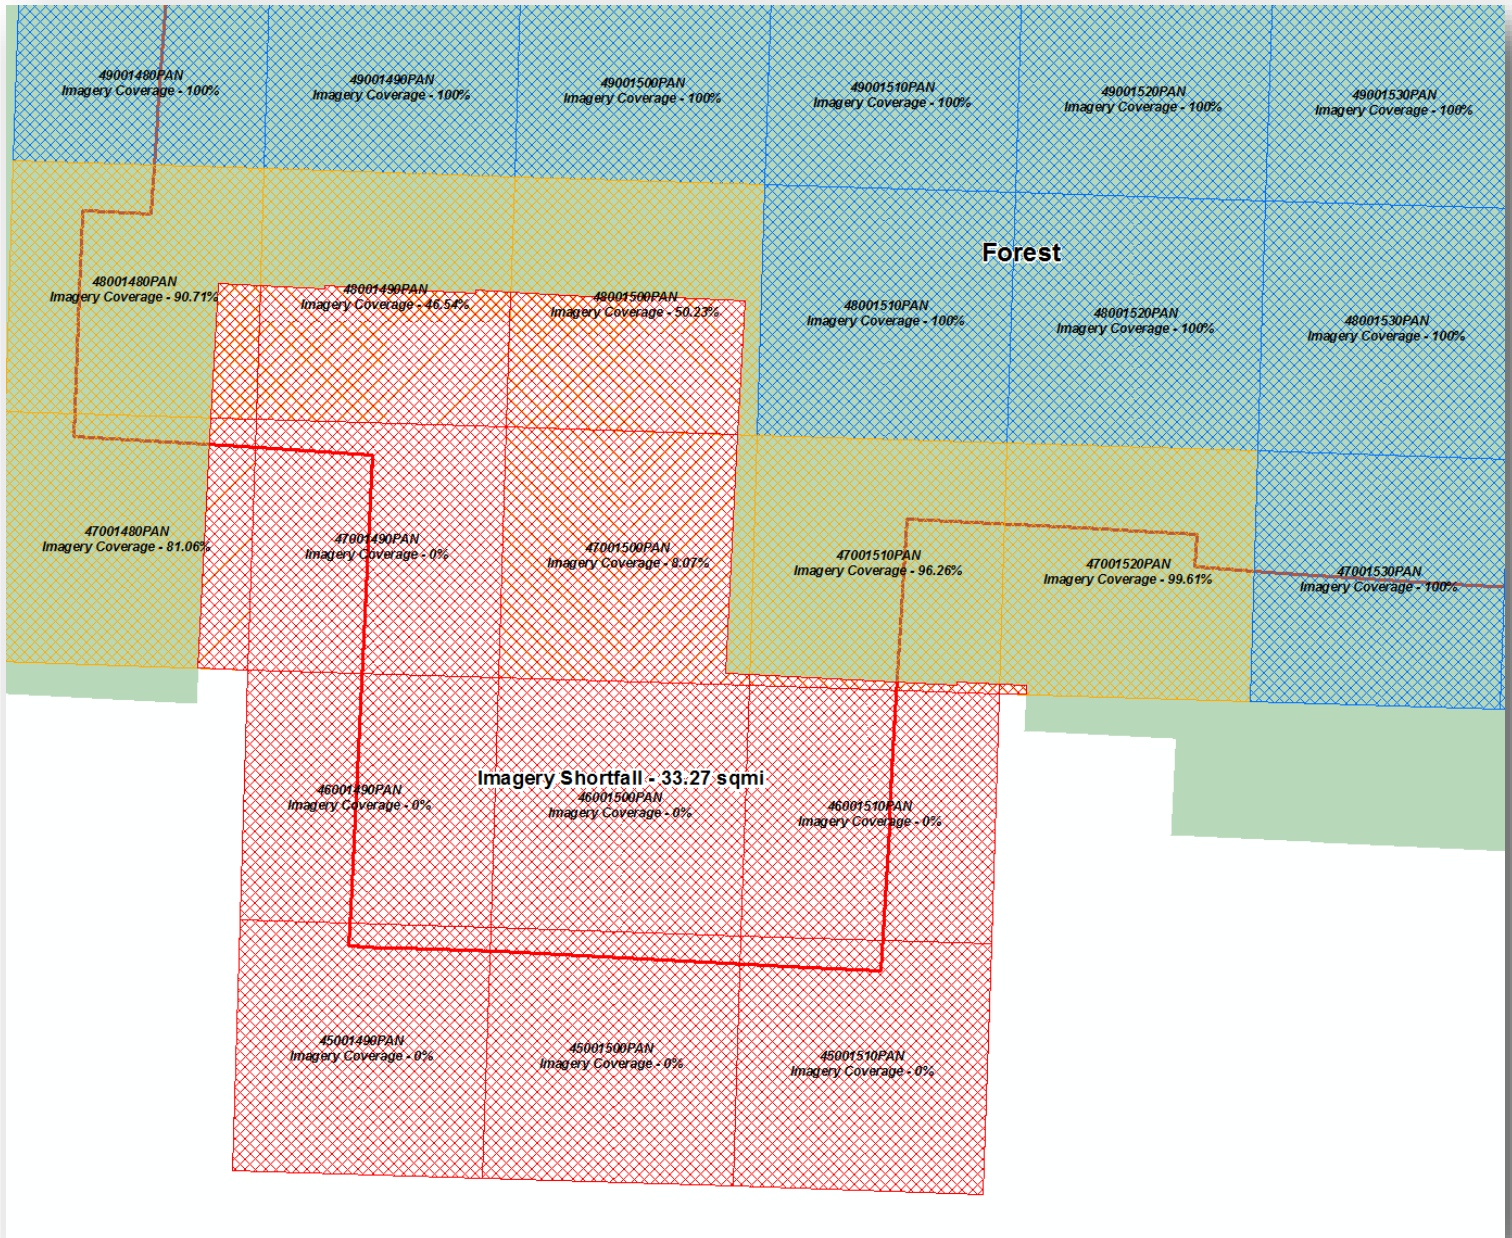 49001480PAN
Imagery Coverage - 100%
49001490PAN
Imagery Coverage - 100%
49001500PAN
Imagery Coverage - 100%
49001510PAN
Imagery Coverage - 100%
49001520PAN
Imagery Coverage - 100%
49001530PAN
Imagery Coverage - 100%
Forest
48001480PAN
Imagery Coverage - 90.71%
48001490PAN
Imagery Coverage - 46.54%
48001500PAN
Imagery Coverage - 50.23%
48001510PAN
Imagery Coverage - 100%
48001520PAN
Imagery Coverage - 100%
48001530PAN
Imagery Coverage - 100%
47001480PAN
Imagery Coverage - 81.06%
47001490PAN
Imagery Coverage - 0%
47001500PAN
Imagery Coverage - 8.07%
47001510PAN
Imagery Coverage - 96.26%
47001520PAN
Imagery Coverage - 99.61%
47001530PAN
Imagery Coverage - 100%
Imagery Shortfall - 33.27 sqmi
46001490PAN
Imagery Coverage - 0%
46001500PAN
Imagery Coverage - 0%
46001510PAN
Imagery Coverage - 0%
45001490PAN
Imagery Coverage - 0%
45001500PAN
Imagery Coverage - 0%
45001510PAN
Imagery Coverage - 0%